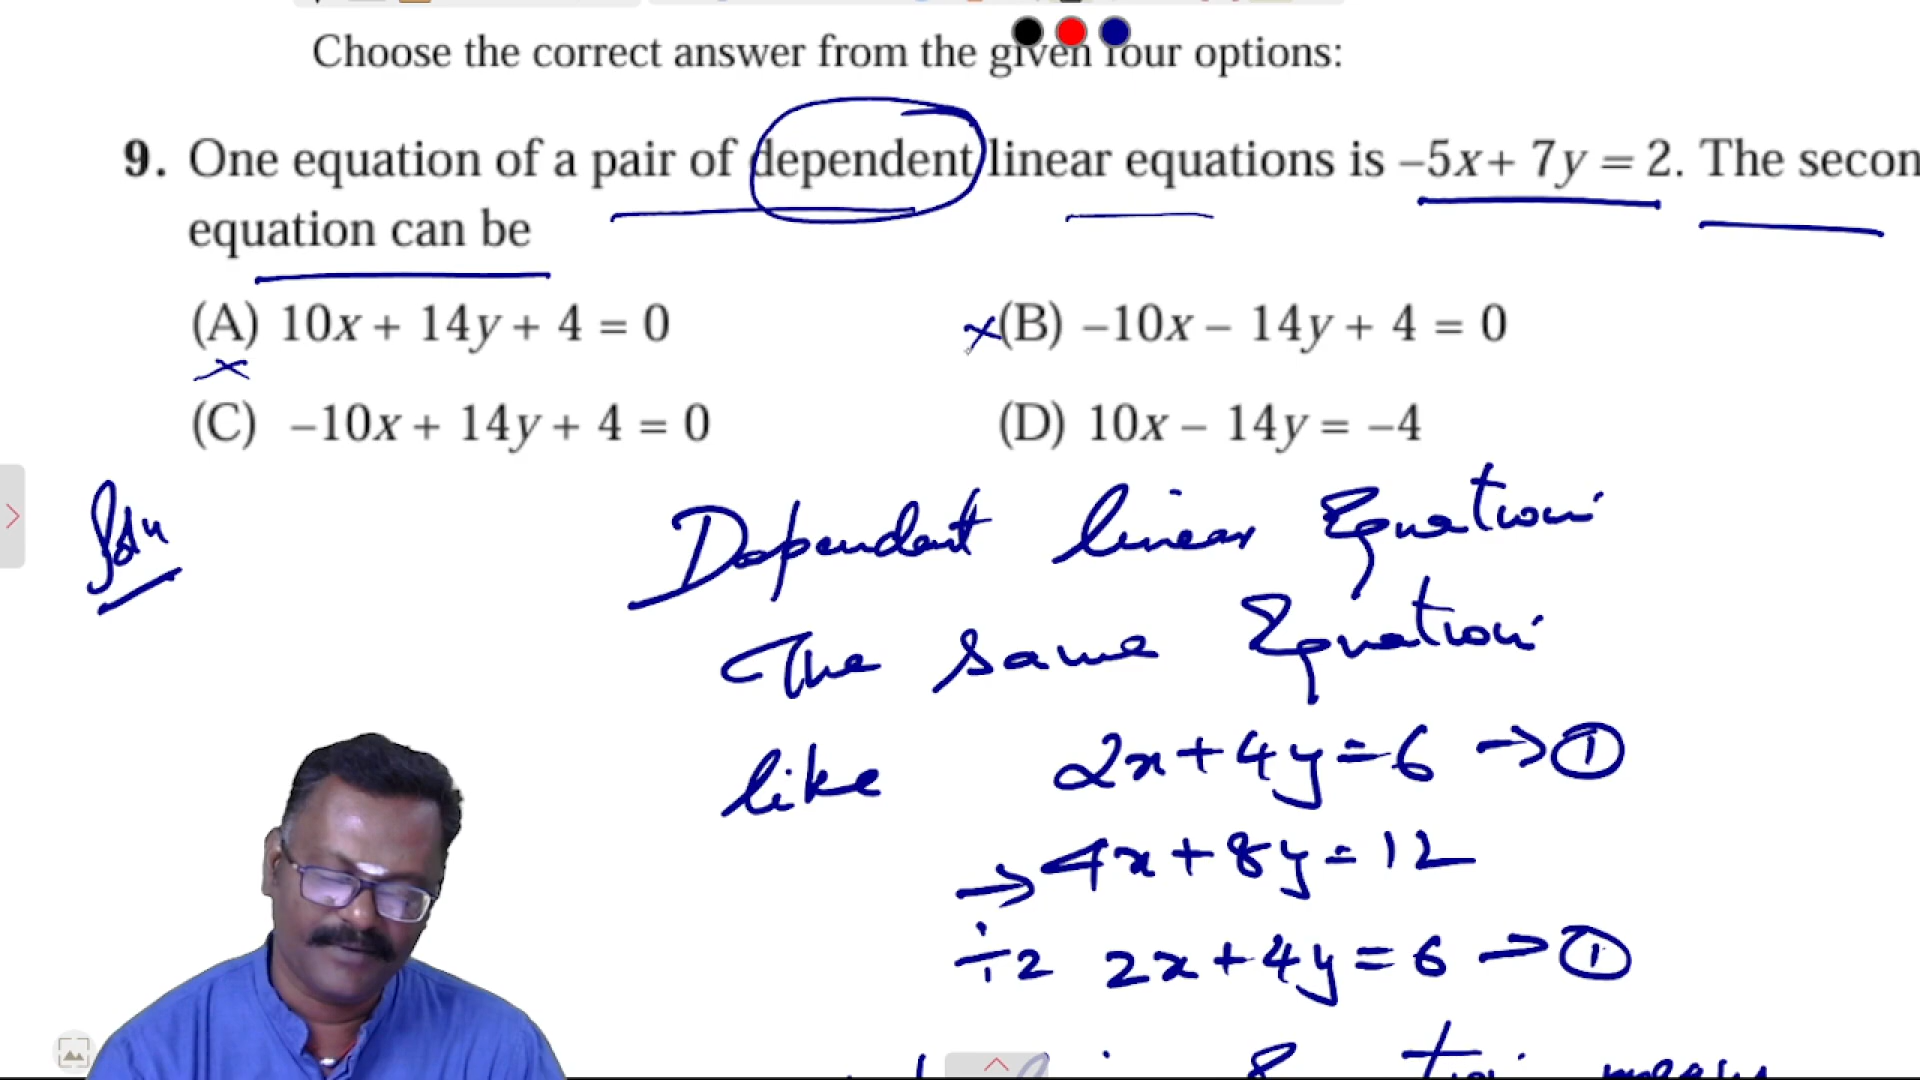 Choose the correct answer from the given four options:
9. One equation of a pair of dependent linear equations is –5x+ 7y = 2. The secon
equation can be
(A) 10x + 14y + 4 = 0
x(B) –10x – 14y + 4 = 0
x
(C) –10x + 14y + 4 = 0
(D) 10x – 14y = –4
Soln
Dependent linear Equation
The same Equation
like 2x+4y=6 → ①
→ 4x+8y=12
÷2 2x+4y=6 → ①